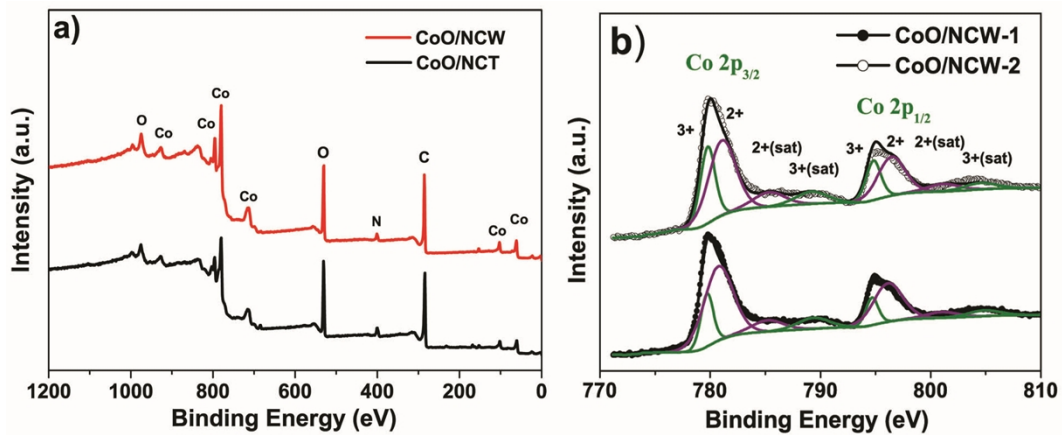 a)
CoO/NCW
CoO/NCT
O
Co
Co
Co
Co
O
N
C
Co
Co
Intensity (a.u.)
1200 1000 800 600 400 200 0
Binding Energy (eV)
b)
CoO/NCW-1
CoO/NCW-2
Co 2p3/2
Co 2p1/2
3+
2+
2+(sat)
3+(sat)
3+
2+
2+(sat)
3+(sat)
Intensity (a.u.)
770 780 790 800 810
Binding Energy (eV)